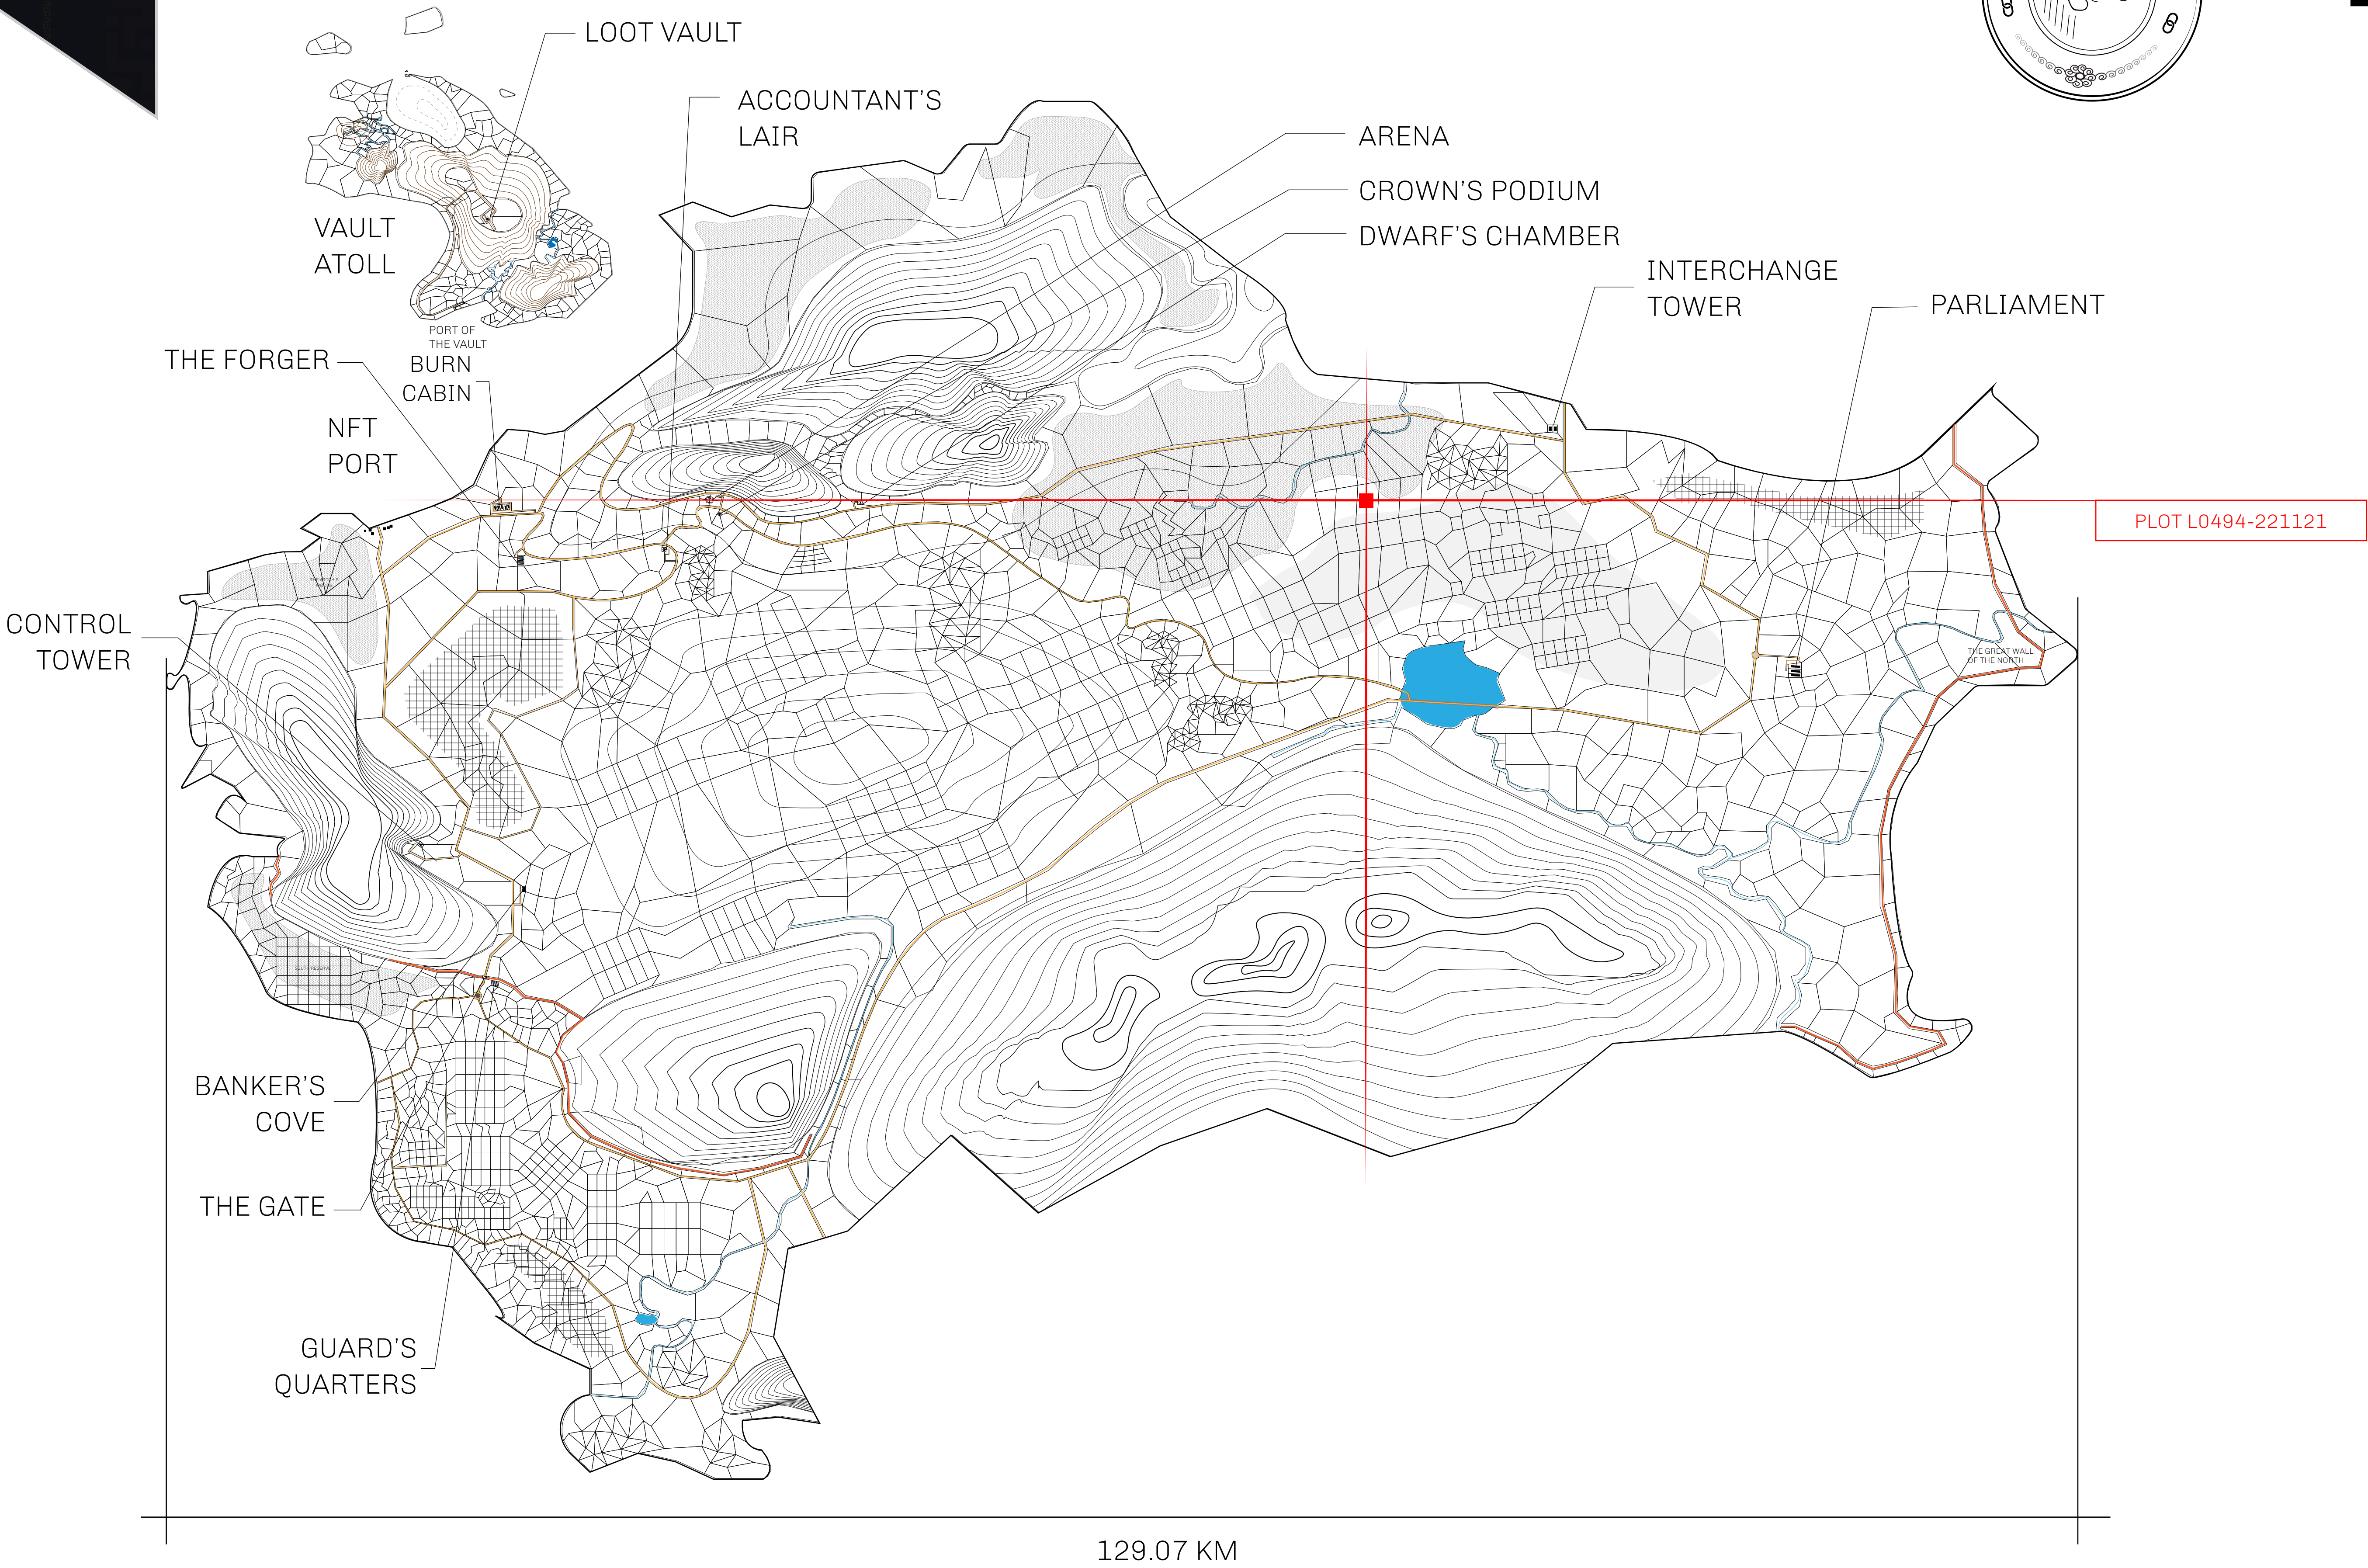 LOOT VAULT
ACCOUNTANT'S
LAIR
ARENA
CROWN'S PODIUM
DWARF'S CHAMBER
VAULT
ATOLL
INTERCHANGE
TOWER
PARLIAMENT
PORT OF
THE VAULT
THE FORGER
BURN
CABIN
NFT
PORT
PLOT L0494-221121
CONTROL
TOWER
THE GREAT WALL
OF THE NORTH
SOUTH RESERVE
BANKER'S
COVE
THE GATE
GUARD'S
QUARTERS
129.07 KM